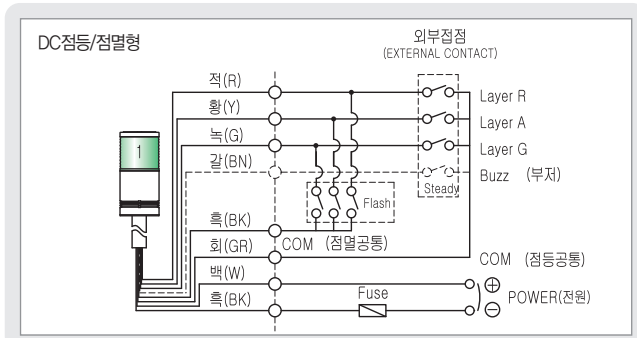 DC점등/점멸형
외부접점
(EXTERNAL CONTACT)
적(R)
Layer R
황(Y)
Layer A
녹(G)
Layer G
갈(BN)
Buzz (부저)
Steady
Flash
1
흑(BK)
COM (점멸공통)
회(GR)
COM (점등공통)
백(W)
흑(BK)
Fuse
⊕
POWER(전원)
⊖